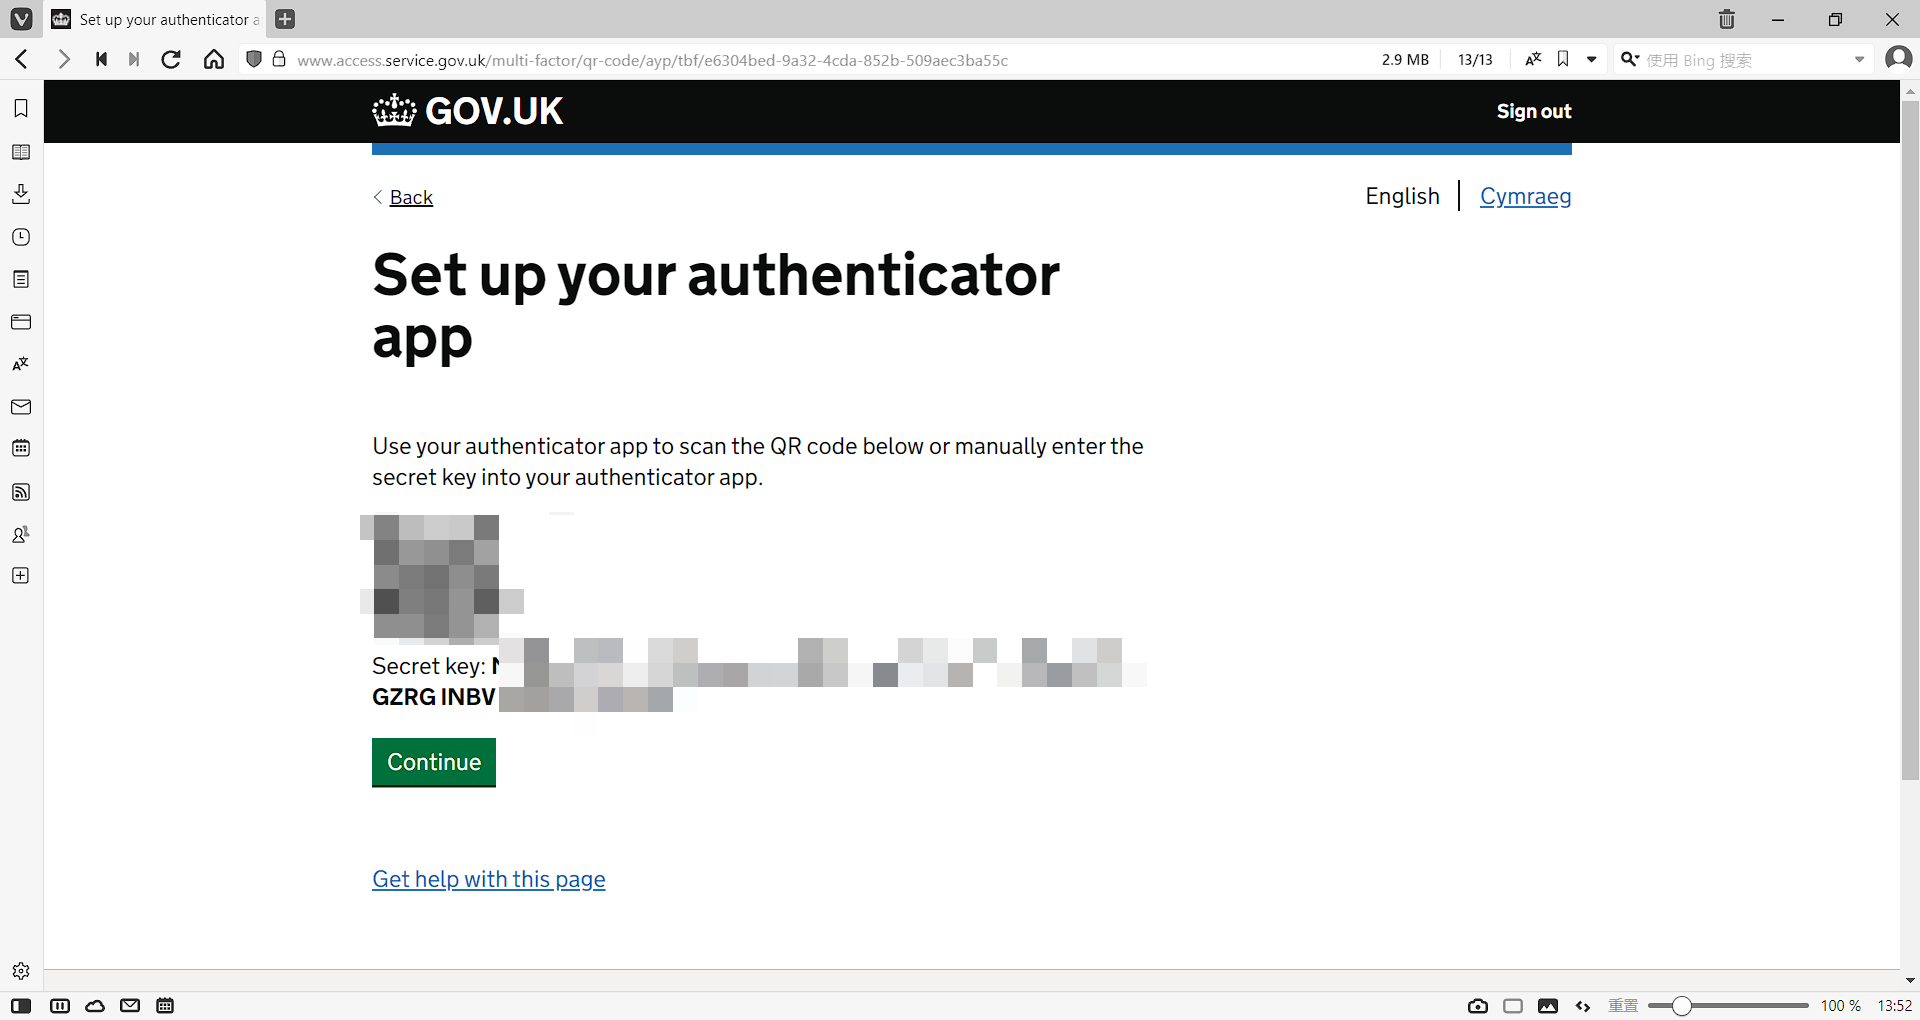 Set up your authenticator a
www.access.service.gov.uk/multi-factor/qr-code/ayp/tbf/e6304bed-9a32-4cda-852b-509aec3ba55c
2.9 MB
13/13
使用 Bing 搜索
GOV.UK
Sign out
Back
English
Cymraeg
Set up your authenticator
app
Use your authenticator app to scan the QR code below or manually enter the
secret key into your authenticator app.
Secret key:
GZRG INBV
Continue
Get help with this page
重置
100 %
13:52